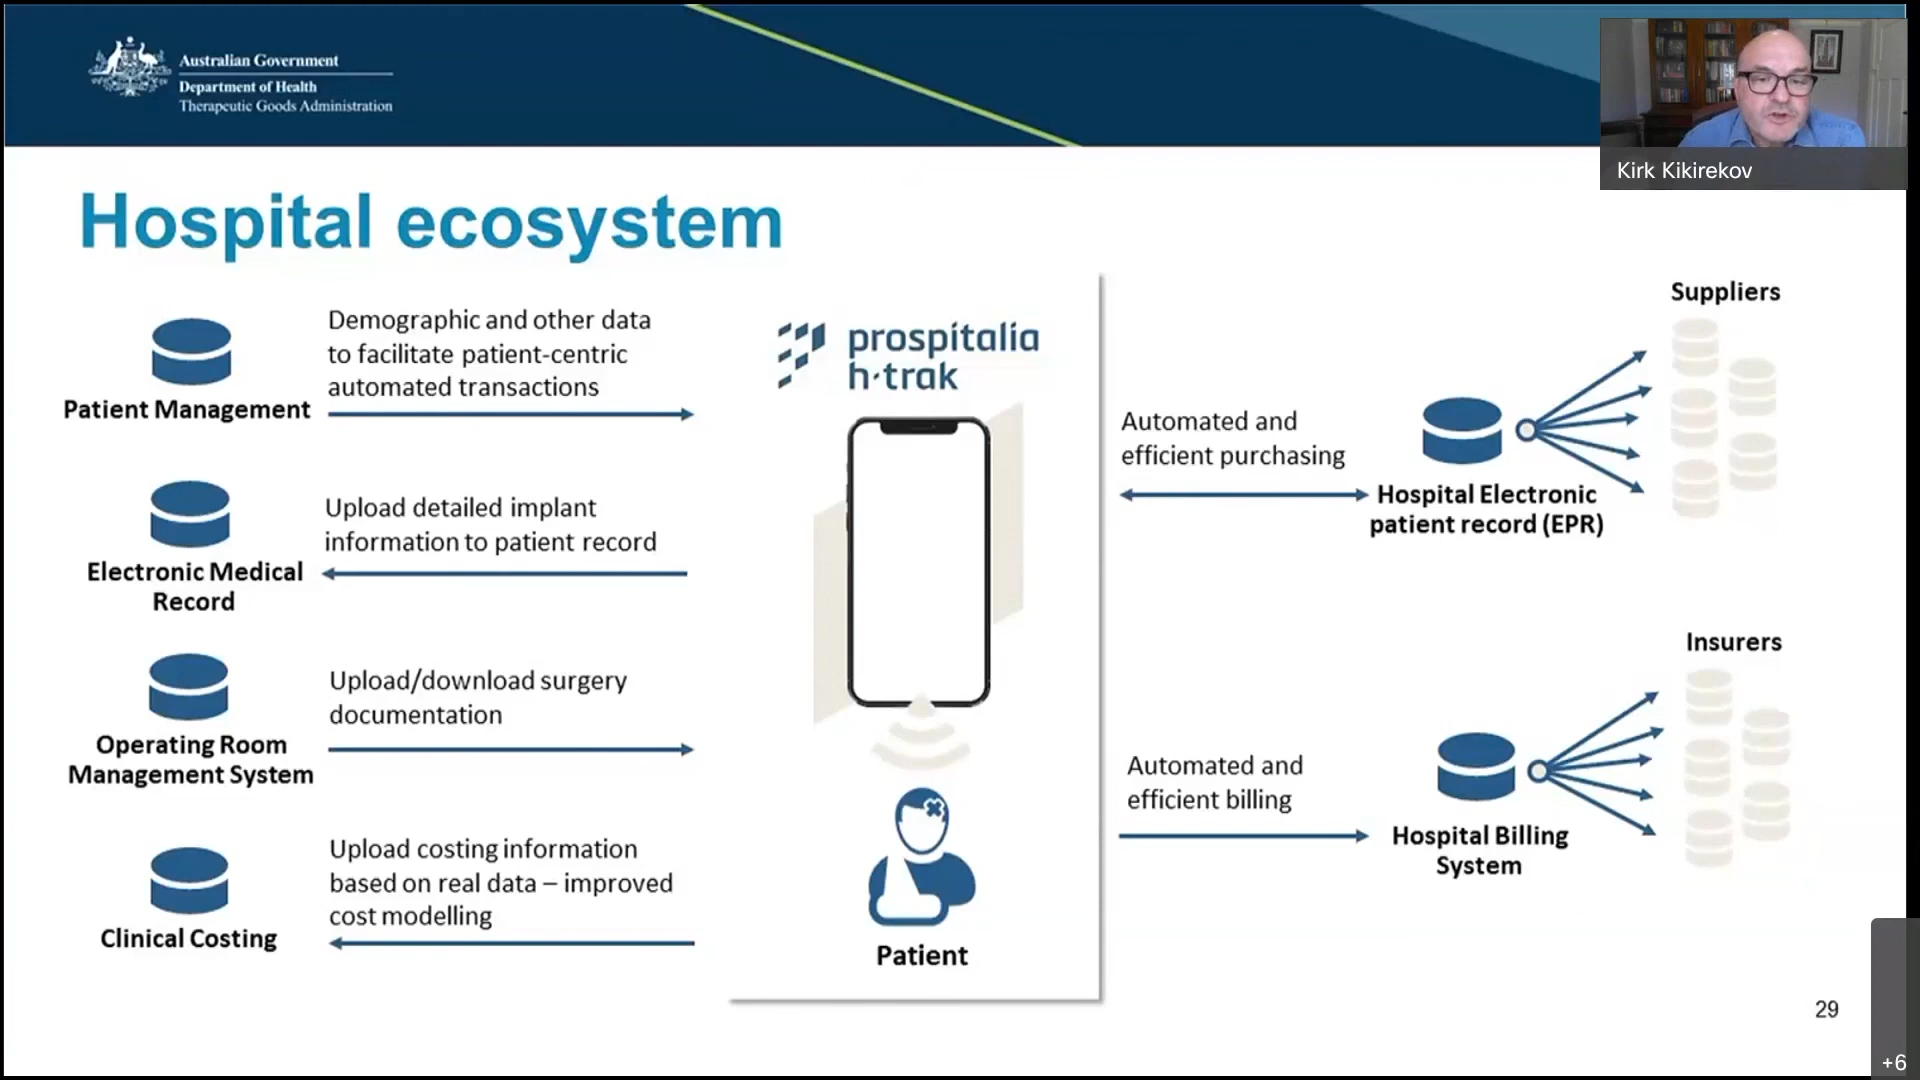 Australian Government
Department of Health
Therapeutic Goods Administration
Kirk Kikirekov
Hospital ecosystem
Patient Management
Demographic and other data
to facilitate patient-centric
automated transactions
Electronic Medical
Record
Upload detailed implant
information to patient record
Operating Room
Management System
Upload/download surgery
documentation
Clinical Costing
Upload costing information
based on real data – improved
cost modelling
prospitalia
h·trak
Patient
Automated and
efficient purchasing
Hospital Electronic
patient record (EPR)
Suppliers
Automated and
efficient billing
Hospital Billing
System
Insurers
29
+6